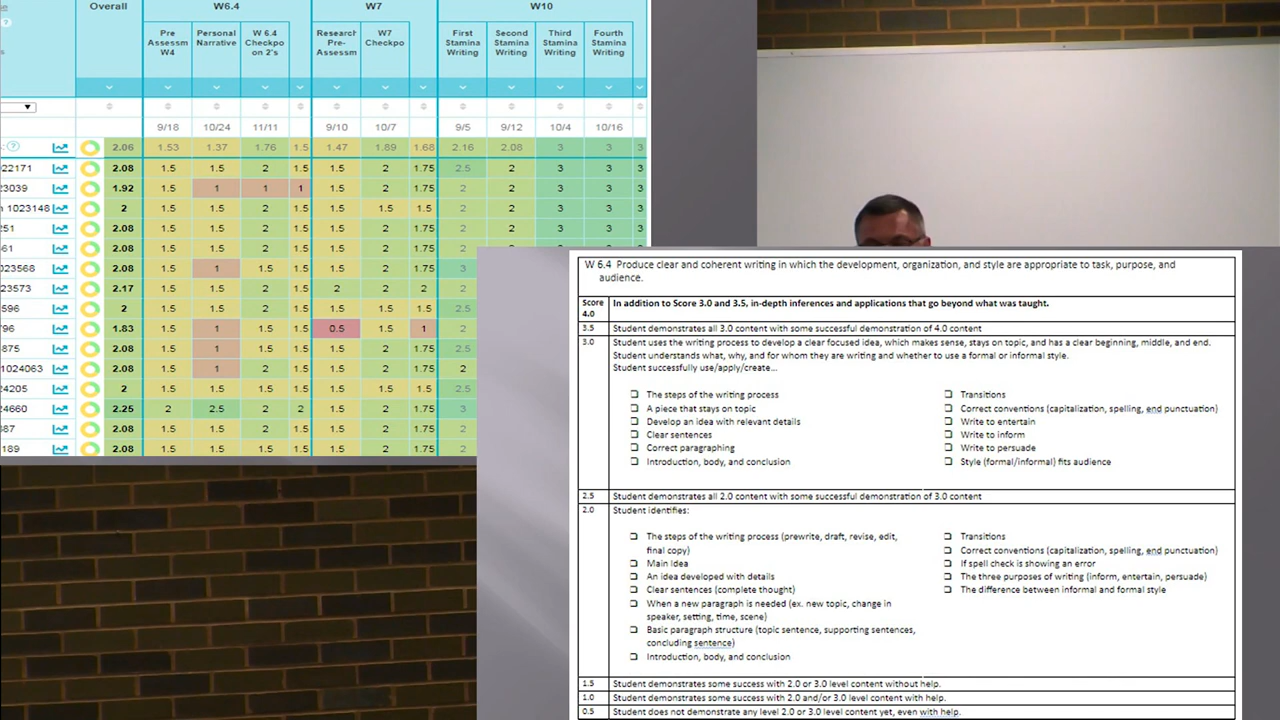 Overall W6.4 W7 W10
Pre Assessm W4 Personal Narrative W 6.4 Checkpo on 2's Research Pre- Assessm W7 Checkpo First Stamina Writing Second Stamina Writing Third Stamina Writing Fourth Stamina Writing
9/18 10/24 11/11 9/10 10/7 9/5 9/12 10/4 10/16
2.06 1.53 1.37 1.76 1.5 1.47 1.89 1.68 2.16 2.08 3 3 3
022171 2.08 1.5 1.5 2 1.5 1.5 2 1.75 2.5 2 3 3 3
23039 1.92 1.5 1 1 1 1.5 2 1.75 2 2 3 3 3
1023148 2 1.5 1.5 2 1.5 1.5 1.5 1.5 2 2 3 3 3
251 2.08 1.5 1.5 2 1.5 1.5 2 1.75 2 2 3 3 3
661 2.08 1.5 1.5 2 1.5 1.5 2 1.75 2
023568 2.08 1.5 1 1.5 1.5 1.5 2 1.75 3
23573 2.17 1.5 1.5 2 1.5 2 2 2 2
596 2 1.5 1.5 2 1.5 1.5 1.5 1.5 2.5
796 1.83 1.5 1 1.5 1.5 0.5 1.5 1 2
875 2.08 1.5 1 1.5 1.5 1.5 2 1.75 2.5
1024063 2.08 1.5 1 2 1.5 1.5 2 1.75 2
24205 2 1.5 1.5 1.5 1.5 1.5 1.5 1.5 2.5
24660 2.25 2 2.5 2 2 1.5 2 1.75 3
387 2.08 1.5 1.5 2 1.5 1.5 2 1.75 2
189 2.08 1.5 1.5 2 1.5 1.5 2 1.75 2
W 6.4 Produce clear and coherent writing in which the development, organization, and style are appropriate to task, purpose, and
audience.
Score 4.0 In addition to Score 3.0 and 3.5, in-depth inferences and applications that go beyond what was taught.
3.5 Student demonstrates all 3.0 content with some successful demonstration of 4.0 content
3.0 Student uses the writing process to develop a clear focused idea, which makes sense, stays on topic, and has a clear beginning, middle, and end.
Student understands what, why, and for whom they are writing and whether to use a formal or informal style.
Student successfully use/apply/create...
The steps of the writing process
A piece that stays on topic
Develop an idea with relevant details
Clear sentences
Correct paragraphing
Introduction, body, and conclusion
Transitions
Correct conventions (capitalization, spelling, end punctuation)
Write to entertain
Write to inform
Write to persuade
Style (formal/informal) fits audience
2.5 Student demonstrates all 2.0 content with some successful demonstration of 3.0 content
2.0 Student identifies:
The steps of the writing process (prewrite, draft, revise, edit,
final copy)
Main Idea
An idea developed with details
Clear sentences (complete thought)
When a new paragraph is needed (ex. new topic, change in
speaker, setting, time, scene)
Basic paragraph structure (topic sentence, supporting sentences,
concluding sentence)
Introduction, body, and conclusion
Transitions
Correct conventions (capitalization, spelling, end punctuation)
If spell check is showing an error
The three purposes of writing (inform, entertain, persuade)
The difference between informal and formal style
1.5 Student demonstrates some success with 2.0 or 3.0 level content without help.
1.0 Student demonstrates some success with 2.0 and/or 3.0 level content with help.
0.5 Student does not demonstrate any level 2.0 or 3.0 level content yet, even with help.